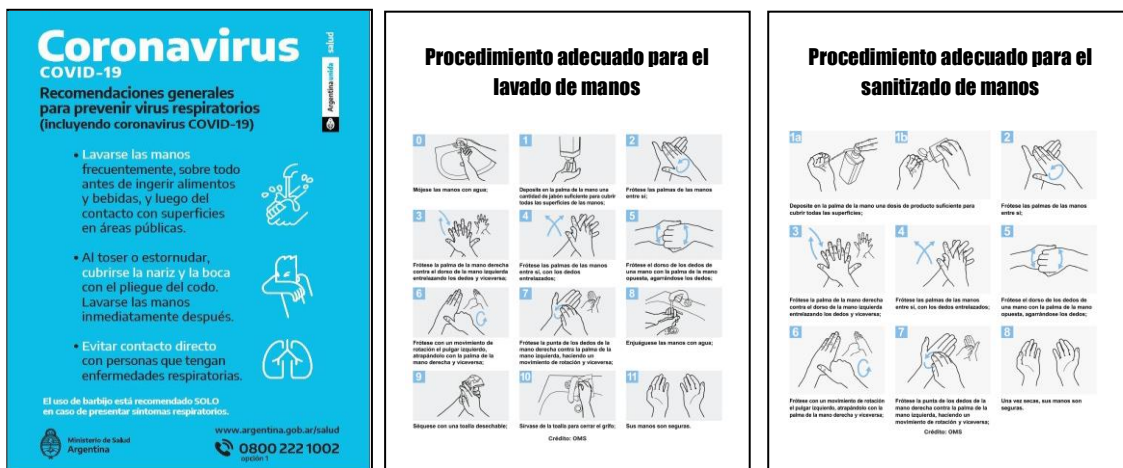 Coronavirus
COVID-19
Recomendaciones generales
para prevenir virus respiratorios
(incluyendo coronavirus COVID-19)
salud
Argentina unida
• Lavarse las manos
frecuentemente, sobre todo
antes de ingerir alimentos
y bebidas, y luego del
contacto con superficies
en áreas públicas.
• Al toser o estornudar,
cubrirse la nariz y la boca
con el pliegue del codo.
Lavarse las manos
inmediatamente después.
• Evitar contacto directo
con personas que tengan
enfermedades respiratorias.
El uso de barbijo está recomendado SOLO
en caso de presentar síntomas respiratorios.
Ministerio de Salud
Argentina
www.argentina.gob.ar/salud
0800 222 1002
opción 1
Procedimiento adecuado para el
lavado de manos
0
Mójese las manos con agua;
1
Deposite en la palma de la mano una
cantidad de jabón suficiente para cubrir
todas las superficies de las manos;
2
Frótese las palmas de las manos
entre sí;
3
Frótese la palma de la mano derecha
contra el dorso de la mano izquierda
entrelazando los dedos y viceversa;
4
Frótese las palmas de las manos
entre sí, con los dedos
entrelazados;
5
Frótese el dorso de los dedos de
una mano con la palma de la mano
opuesta, agarrándose los dedos;
6
Frótese con un movimiento de
rotación el pulgar izquierdo,
atrapándolo con la palma de la
mano derecha y viceversa;
7
Frótese la punta de los dedos de la
mano derecha contra la palma de la
mano izquierda, haciendo un
movimiento de rotación y viceversa;
8
Enjuáguese las manos con agua;
9
Séquese con una toalla desechable;
10
Sírvase de la toalla para cerrar el grifo;
11
Sus manos son seguras.
Crédito: OMS
Procedimiento adecuado para el
sanitizado de manos
1a
1b
Deposite en la palma de la mano una dosis de producto suficiente para
cubrir todas las superficies;
2
Frótese las palmas de las manos
entre sí;
3
Frótese la palma de la mano derecha
contra el dorso de la mano izquierda
entrelazando los dedos y viceversa;
4
Frótese las palmas de las manos
entre sí, con los dedos entrelazados;
5
Frótese el dorso de los dedos de
una mano con la palma de la mano
opuesta, agarrándose los dedos;
6
Frótese con un movimiento de rotación
el pulgar izquierdo, atrapándolo con la
palma de la mano derecha y viceversa;
7
Frótese la punta de los dedos de la
mano derecha contra la palma de la
mano izquierda, haciendo un
movimiento de rotación y viceversa;
8
Una vez secas, sus manos son
seguras.
Crédito: OMS